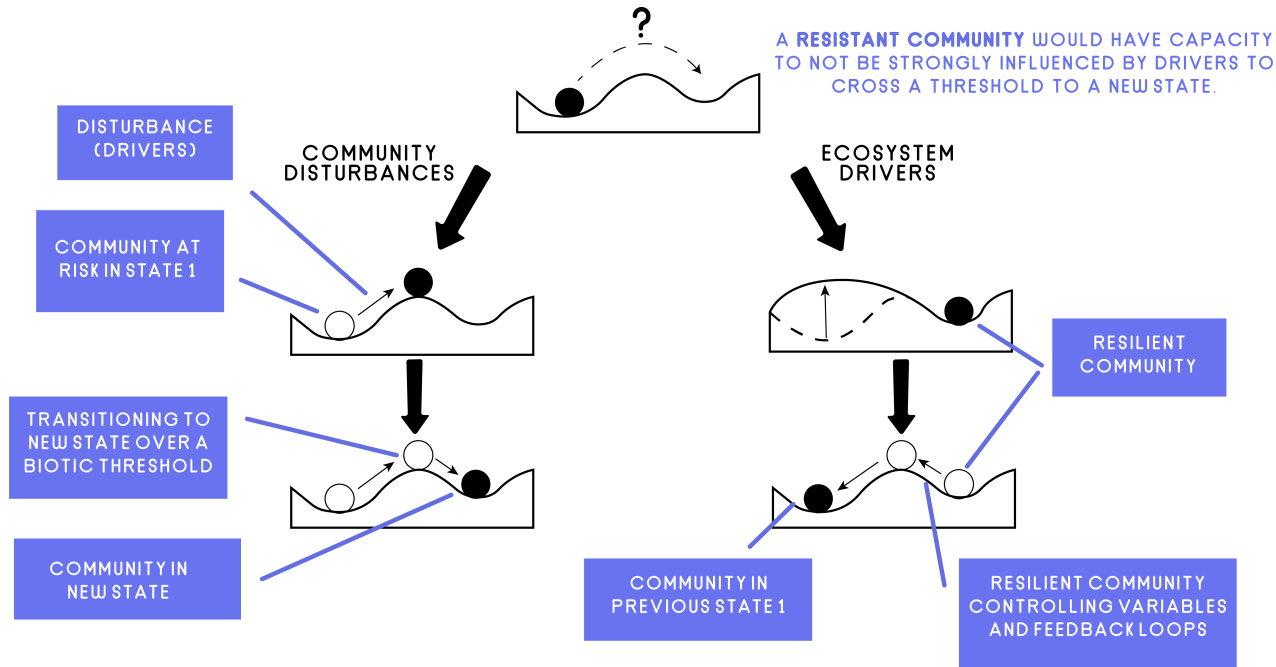 ?
A RESISTANT COMMUNITY WOULD HAVE CAPACITY
TO NOT BE STRONGLY INFLUENCED BY DRIVERS TO
CROSS A THRESHOLD TO A NEW STATE.
DISTURBANCE
(DRIVERS)
COMMUNITY
DISTURBANCES
ECOSYSTEM
DRIVERS
COMMUNITY AT
RISK IN STATE 1
RESILIENT
COMMUNITY
TRANSITIONING TO
NEW STATE OVER A
BIOTIC THRESHOLD
COMMUNITY IN
NEW STATE
COMMUNITY IN
PREVIOUS STATE 1
RESILIENT COMMUNITY
CONTROLLING VARIABLES
AND FEEDBACK LOOPS